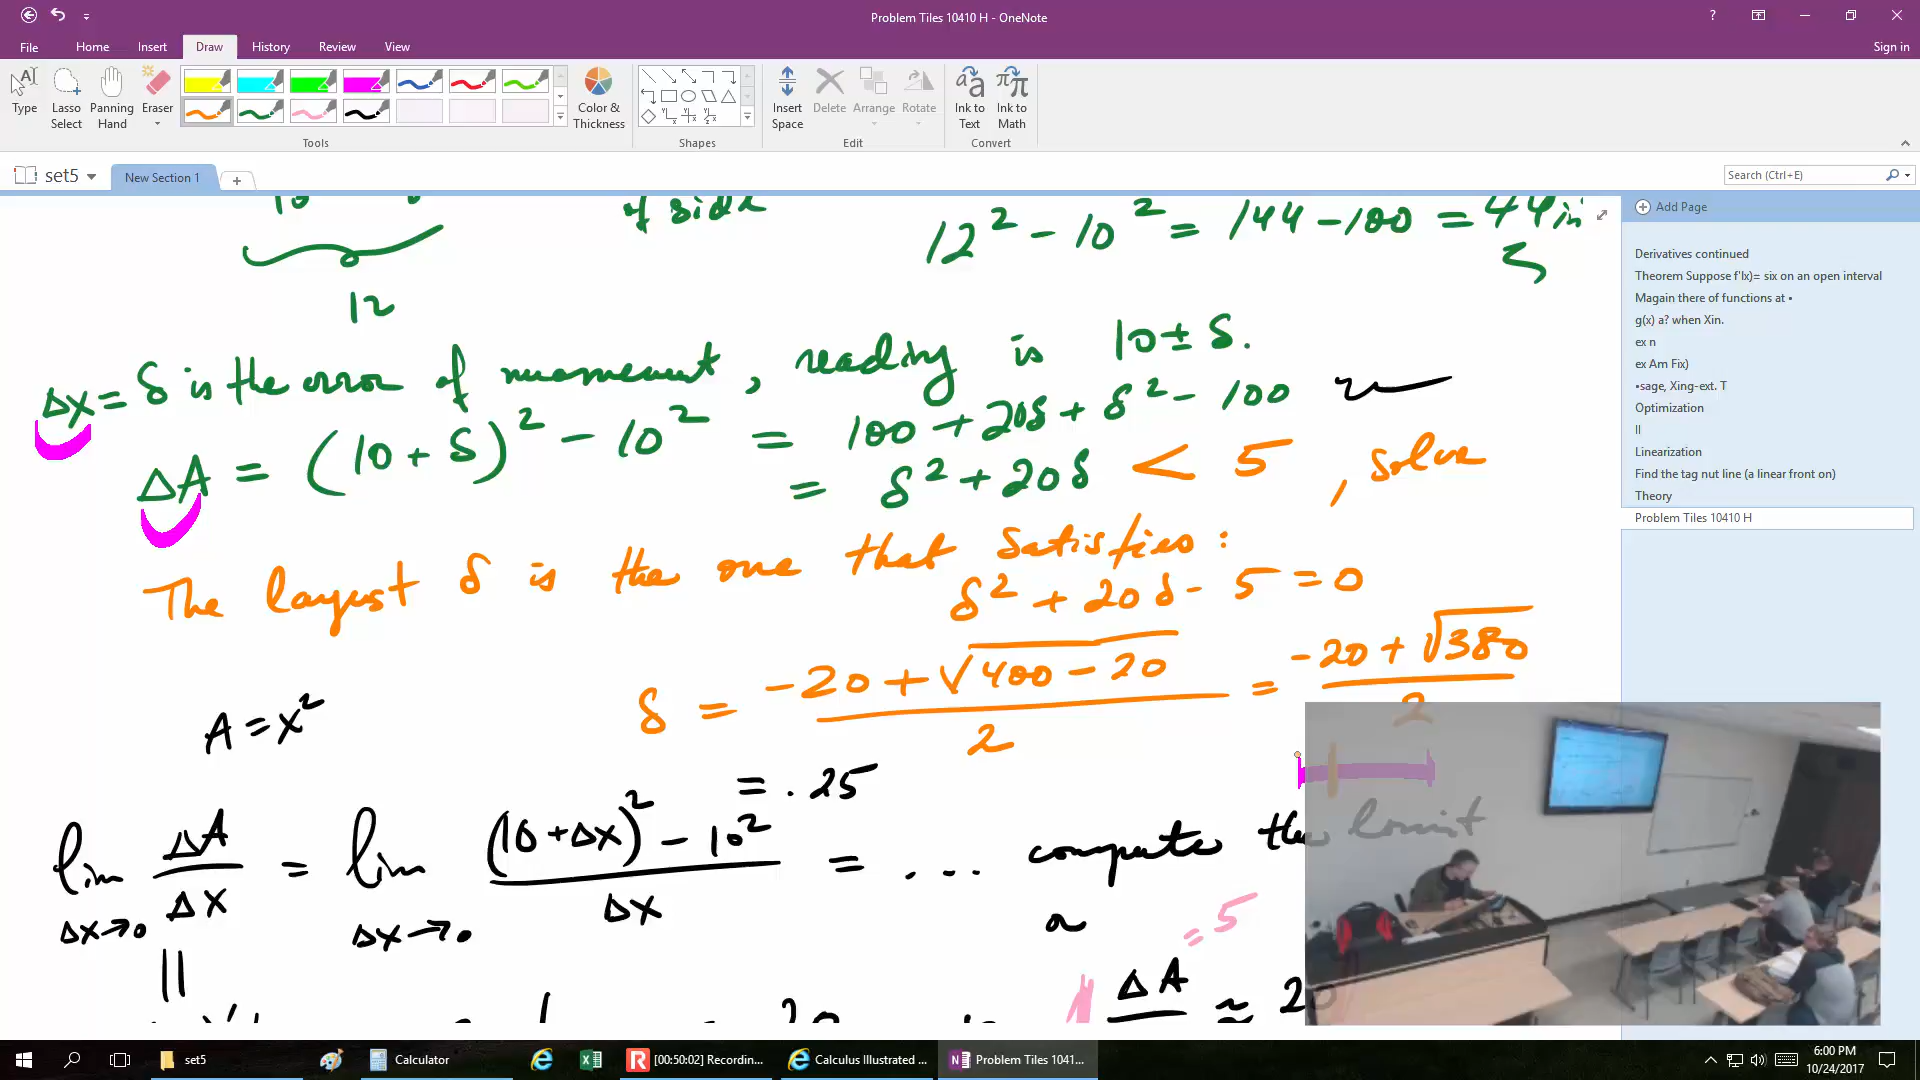 Problem Tiles 10410 H - OneNote
File Home Insert Draw History Review View
Sign in
Type
Lasso Select
Panning Hand
Eraser
Color & Thickness
Insert Space
Delete
Arrange
Rotate
Ink to Text
Ink to Math
Tools
Shapes
Edit
Convert
set5
New Section 1
Search (Ctrl+E)
Add Page
Derivatives continued
Theorem Suppose f'lx)= six on an open interval
Magain there of functions at •
g(x) a? when Xin.
ex n
ex Am Fix)
•sage, Xing-ext. T
Optimization
ll
Linearization
Find the tag nut line (a linear front on)
Theory
Problem Tiles 10410 H
of side
12² - 10² = 144 - 100 = 44 in
12
Δx = δ is the error of , reading is 10 ± δ.
ΔA = (10 + δ)² - 10² = 100 + 20δ + δ² - 100
= δ² + 20δ < 5 , solve
The largest δ is the one that satisfies:
δ² + 20δ - 5 = 0
δ = (-20 + √(400 - 20))/2 = (-20 + √380)/2
A = x²
= .25
lim Δx→0 ΔA/Δx = lim Δx→0 ((10 + Δx)² - 10²)/Δx = ... compute the limit
= 5
ΔA ≈ 20
set5
Calculator
[00:50:02] Recordin...
Calculus Illustrated ...
Problem Tiles 1041...
6:00 PM
10/24/2017